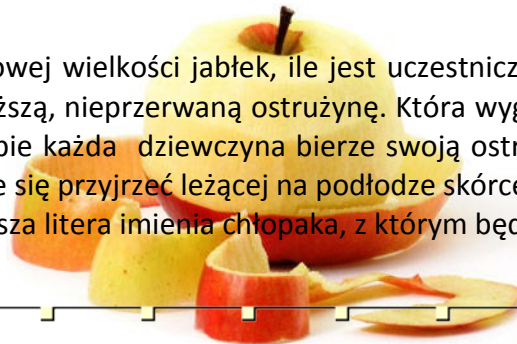 owej wielkości jabłek, ile jest uczestnicz
ższą, nieprzerwaną ostrużynę. Która wyg
pie każda dziewczyna bierze swoją ostr
e się przyjrzeć leżącej na podłodze skórce
sza litera imienia chłopaka, z którym będ